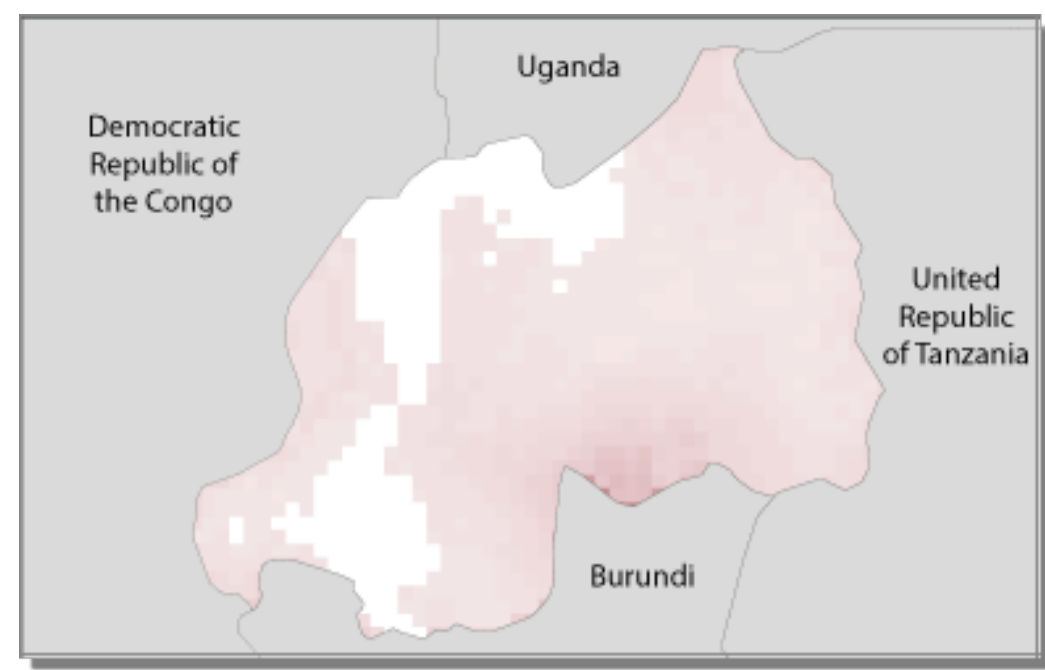 Uganda
Democratic
Republic of
the Congo
United
Republic
of Tanzania
Burundi